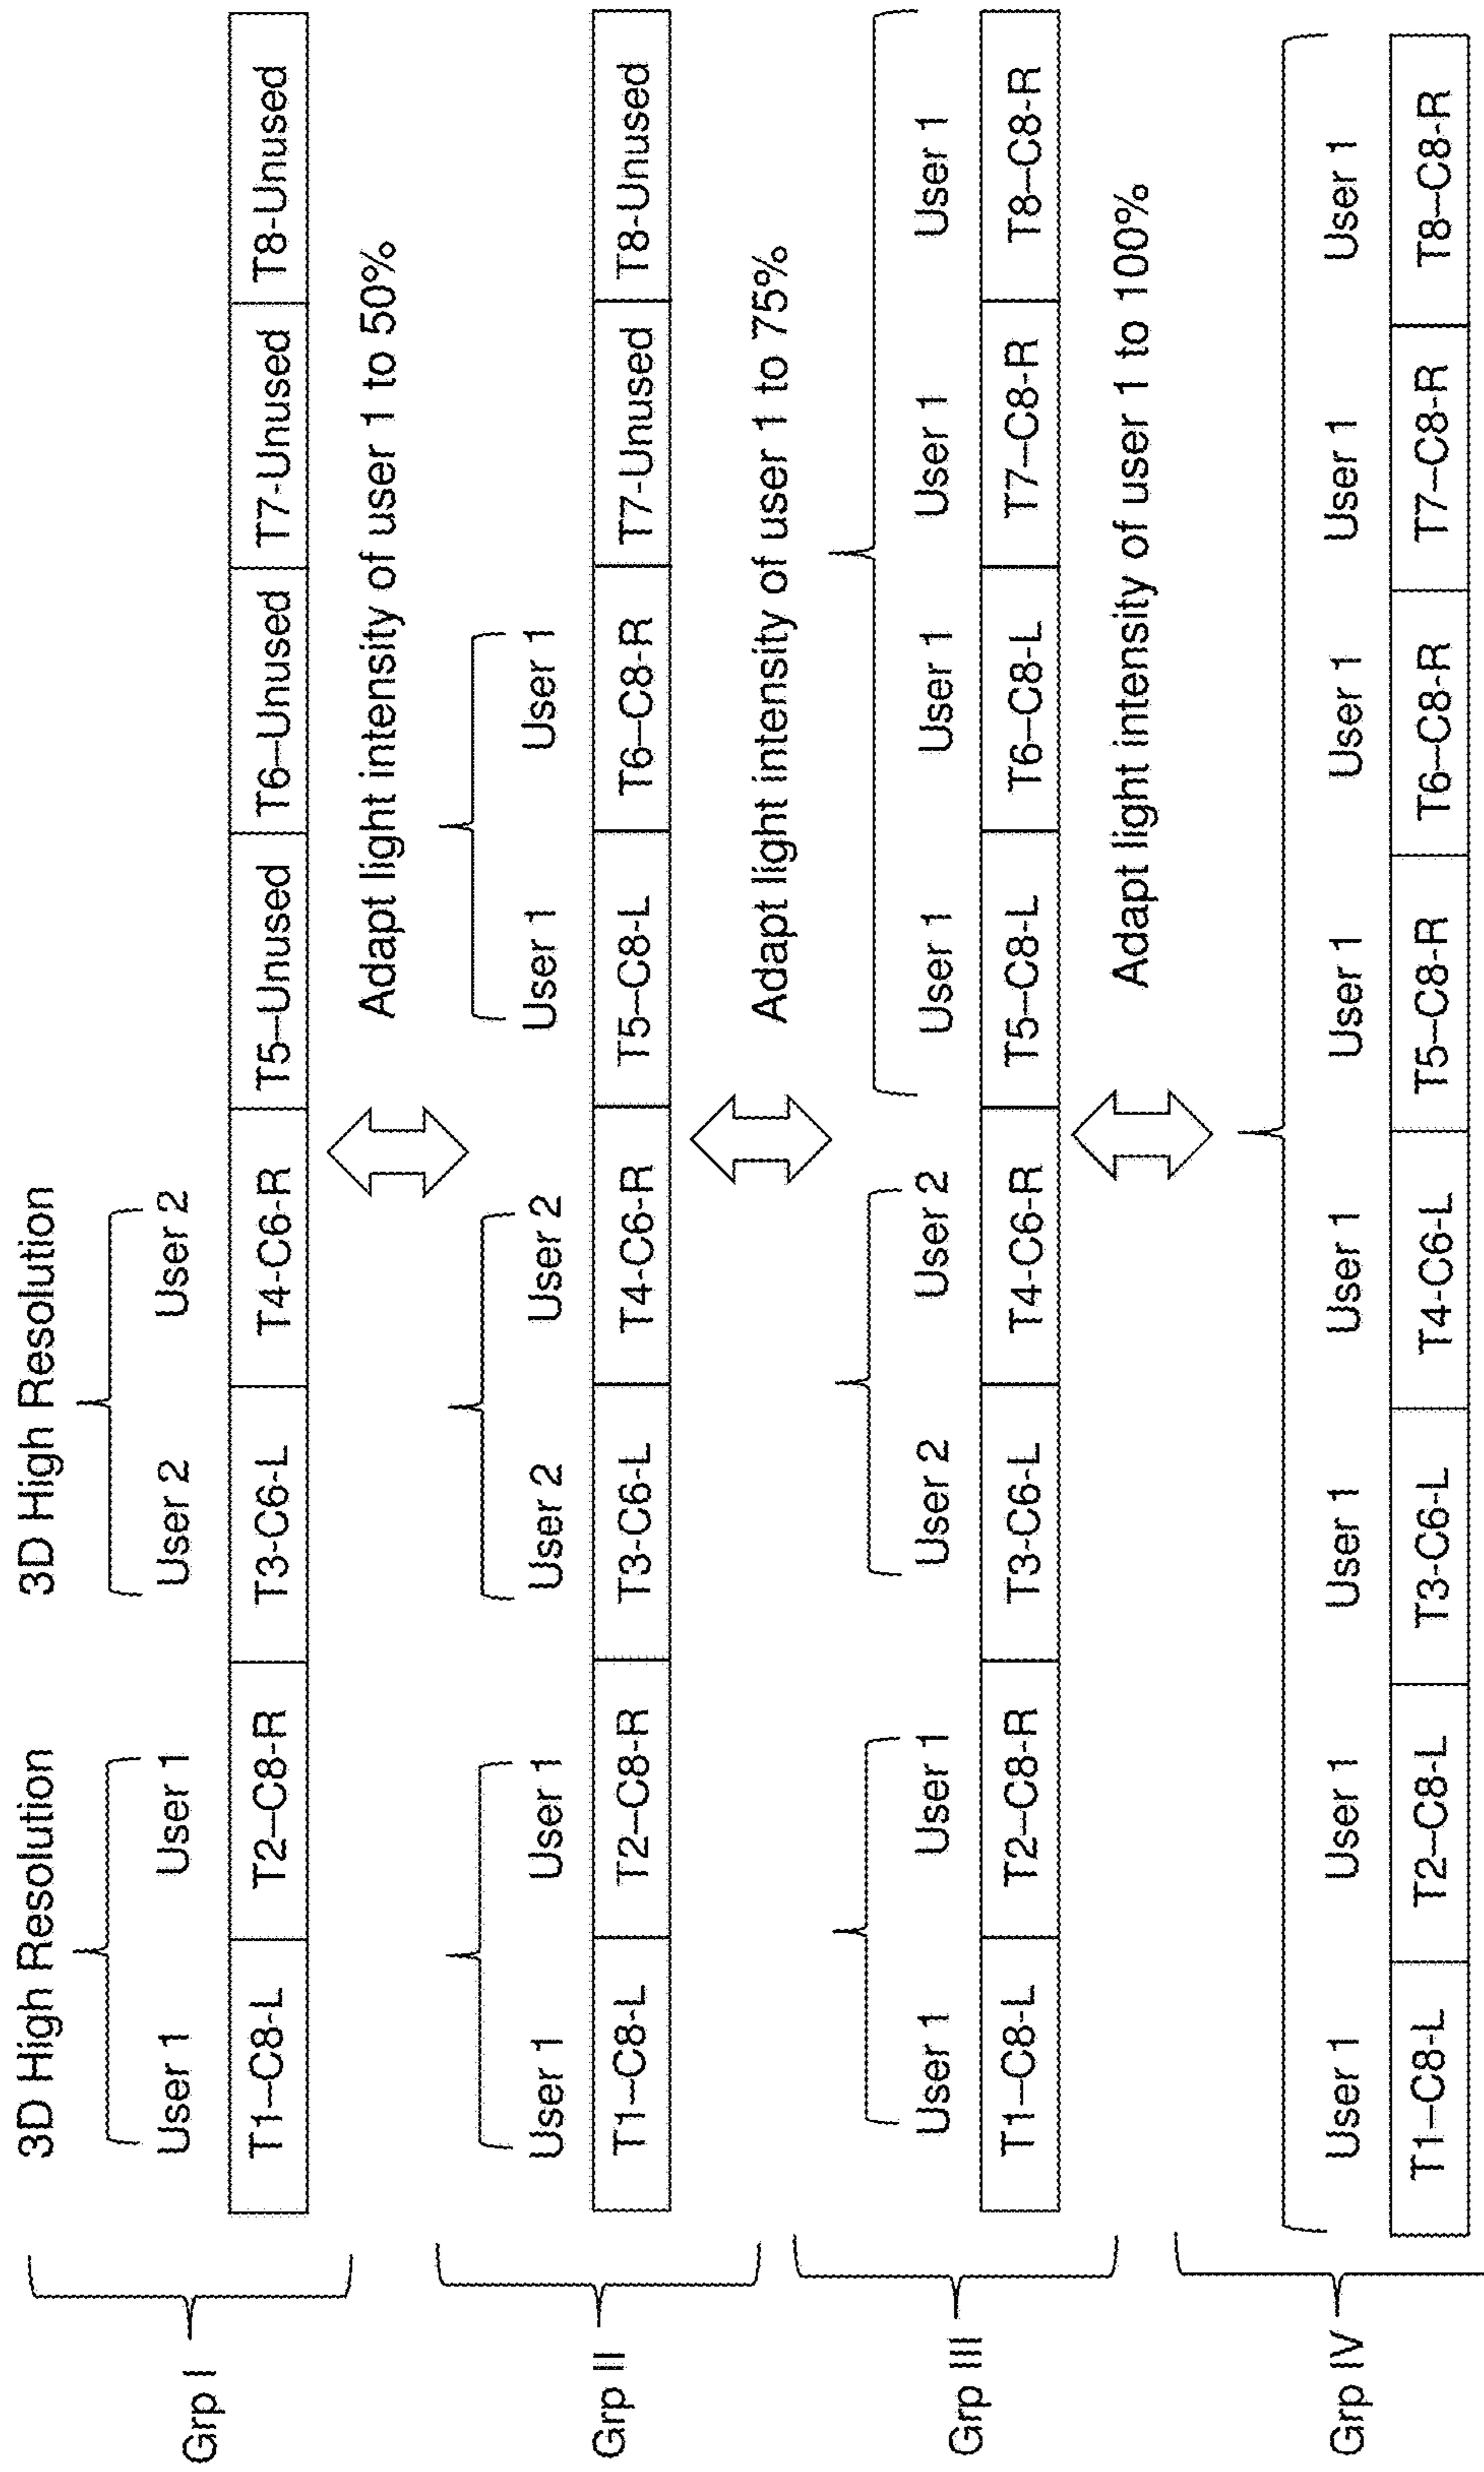 3D High Resolution 3D High Resolution
User 1 User 1 User 2 User 2
Grp I
T1–C8-L T2–C8-R T3-C6-L T4-C6-R T5–Unused T6–Unused T7-Unused T8-Unused
Adapt light intensity of user 1 to 50%
User 1 User 1 User 2 User 2 User 1 User 1
Grp II
T1–C8-L T2–C8-R T3-C6-L T4-C6-R T5–C8-L T6–C8-R T7-Unused T8-Unused
Adapt light intensity of user 1 to 75%
User 1 User 1 User 2 User 2 User 1 User 1 User 1 User 1
Grp III
T1–C8-L T2–C8-R T3-C6-L T4-C6-R T5–C8-L T6–C8-L T7–C8-R T8–C8-R
Adapt light intensity of user 1 to 100%
User 1 User 1 User 1 User 1 User 1 User 1 User 1 User 1
Grp IV
T1–C8-L T2–C8-L T3-C6-L T4-C6-L T5–C8-R T6–C8-R T7–C8-R T8–C8-R